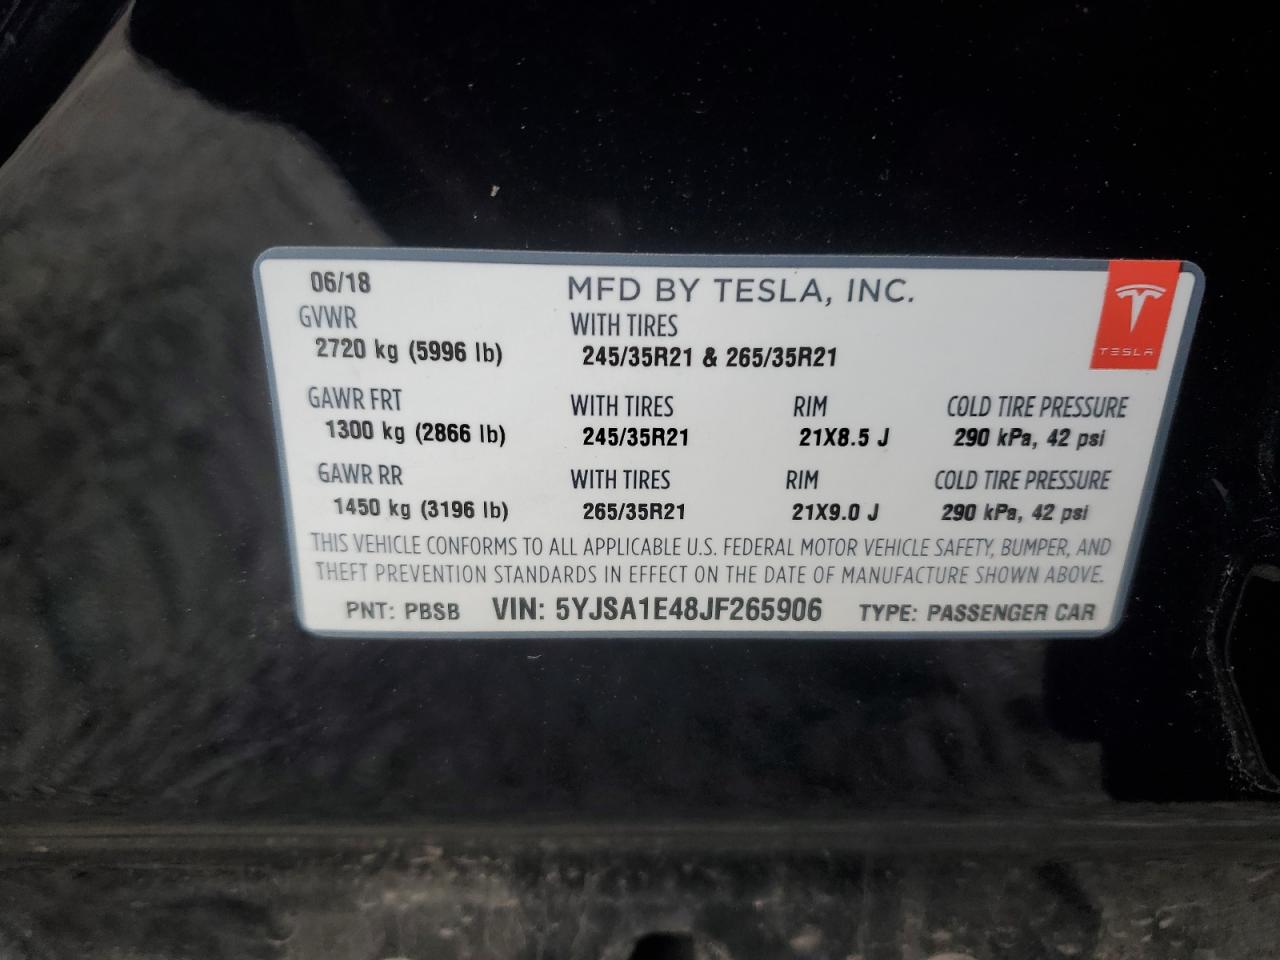 06/18 MFD BY TESLA, INC.
GVWR WITH TIRES
2720 kg (5996 lb) 245/35R21 & 265/35R21
TESLA
GAWR FRT WITH TIRES RIM COLD TIRE PRESSURE
1300 kg (2866 lb) 245/35R21 21X8.5 J 290 kPa, 42 psi
GAWR RR WITH TIRES RIM COLD TIRE PRESSURE
1450 kg (3196 lb) 265/35R21 21X9.0 J 290 kPa, 42 psi
THIS VEHICLE CONFORMS TO ALL APPLICABLE U.S. FEDERAL MOTOR VEHICLE SAFETY, BUMPER, AND
THEFT PREVENTION STANDARDS IN EFFECT ON THE DATE OF MANUFACTURE SHOWN ABOVE.
PNT: PBSB VIN: 5YJSA1E48JF265906 TYPE: PASSENGER CAR